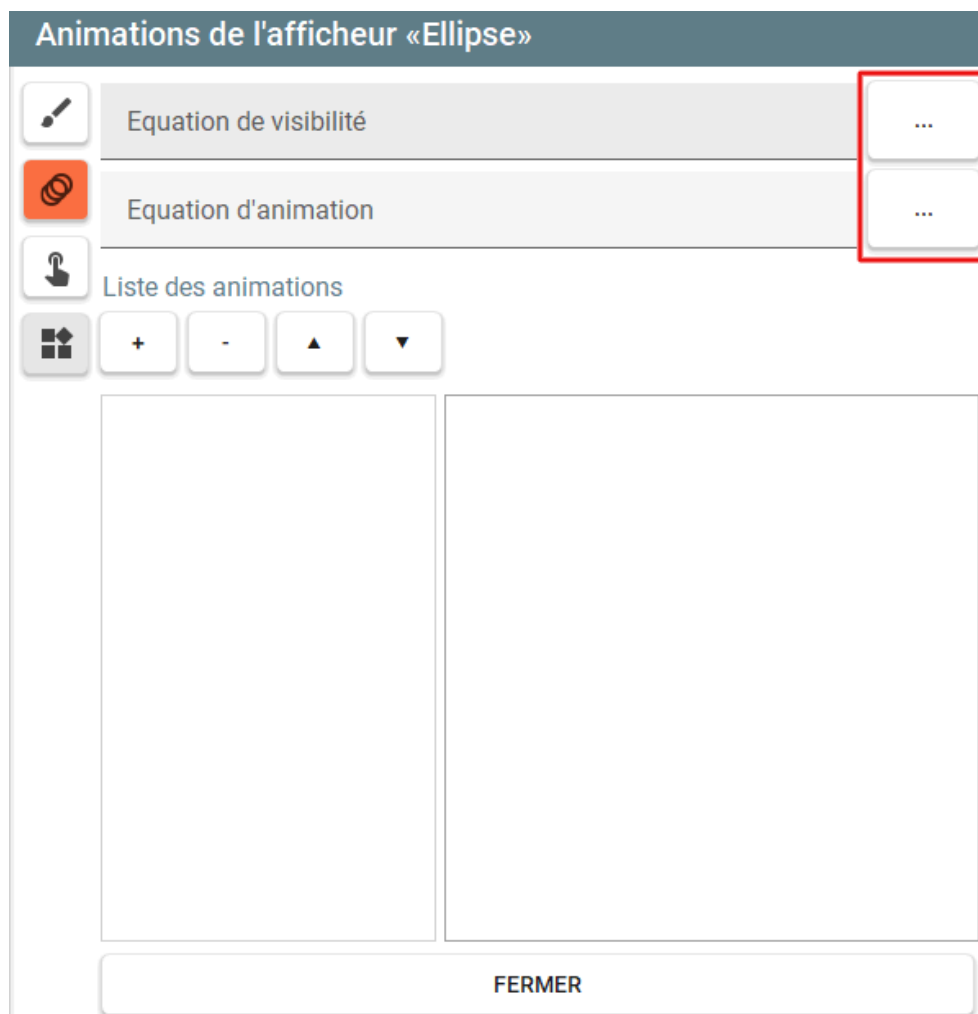 Animations de l'afficheur «Ellipse»
Equation de visibilité ...
Equation d'animation ...
Liste des animations
+ - ▲ ▼
FERMER